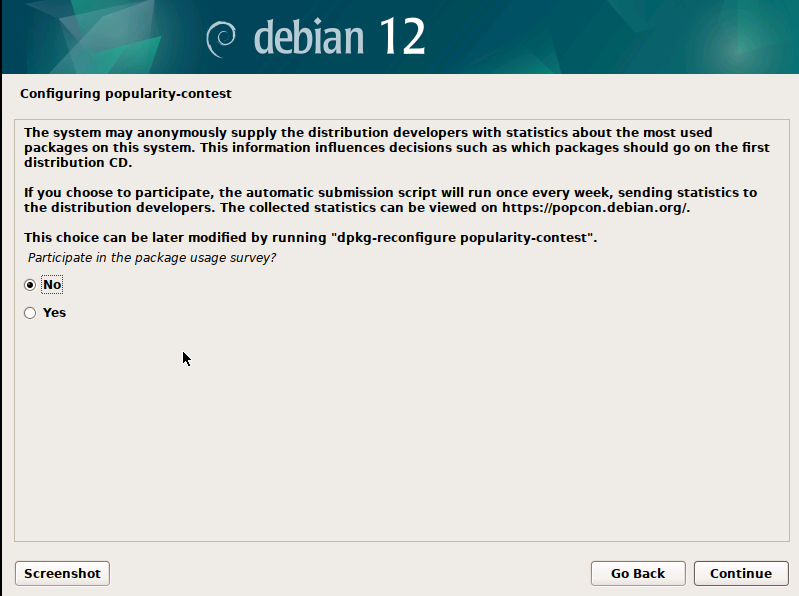 debian 12
Configuring popularity-contest
The system may anonymously supply the distribution developers with statistics about the most used
packages on this system. This information influences decisions such as which packages should go on the first
distribution CD.
If you choose to participate, the automatic submission script will run once every week, sending statistics to
the distribution developers. The collected statistics can be viewed on https://popcon.debian.org/.
This choice can be later modified by running "dpkg-reconfigure popularity-contest".
Participate in the package usage survey?
No
Yes
Screenshot Go Back Continue